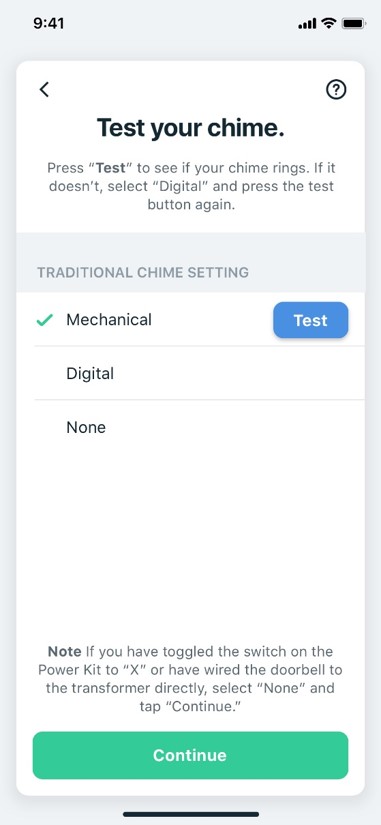 9:41
Test your chime.
Press “Test” to see if your chime rings. If it
doesn’t, select “Digital” and press the test
button again.
TRADITIONAL CHIME SETTING
Mechanical
Test
Digital
None
Note If you have toggled the switch on the
Power Kit to “X” or have wired the doorbell to
the transformer directly, select “None” and
tap “Continue.”
Continue